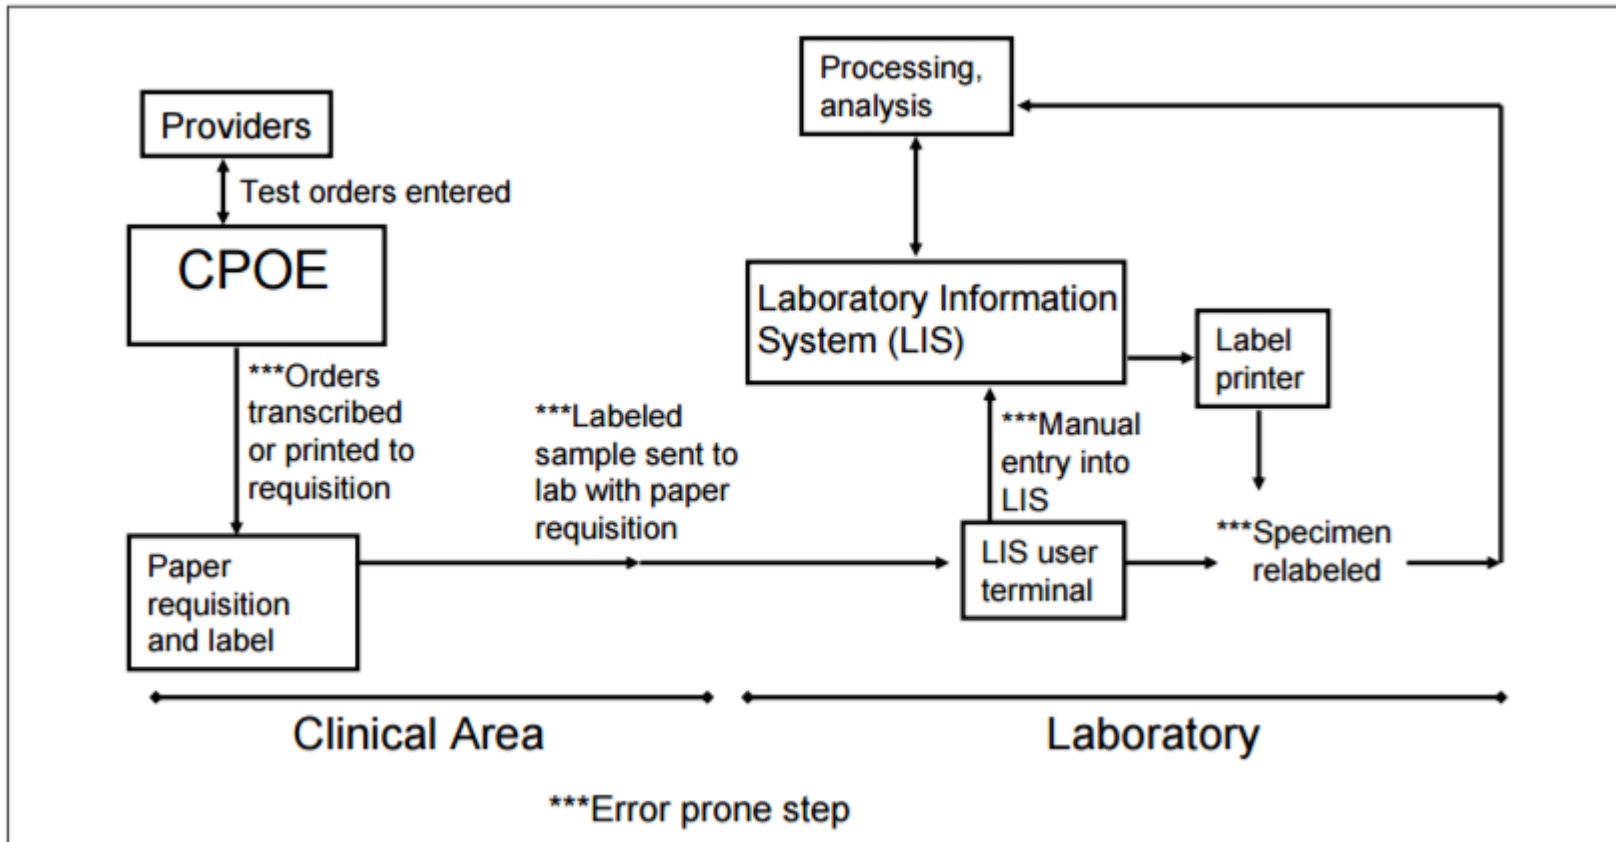 Providers
Test orders entered
CPOE
***Orders
transcribed
or printed to
requisition
Paper
requisition
and label
***Labeled
sample sent to
lab with paper
requisition
Processing,
analysis
Laboratory Information
System (LIS)
Label
printer
***Manual
entry into
LIS
LIS user
terminal
***Specimen
relabeled
Clinical Area
Laboratory
***Error prone step